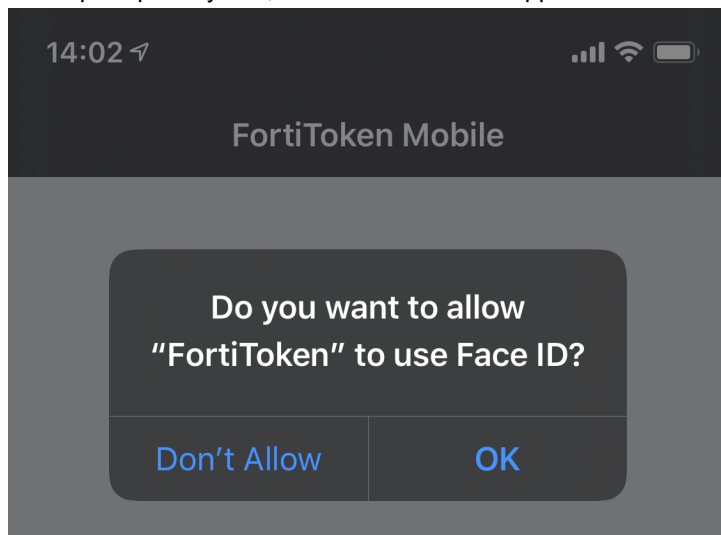 14:02
FortiToken Mobile
Do you want to allow
“FortiToken” to use Face ID?
Don’t Allow
OK